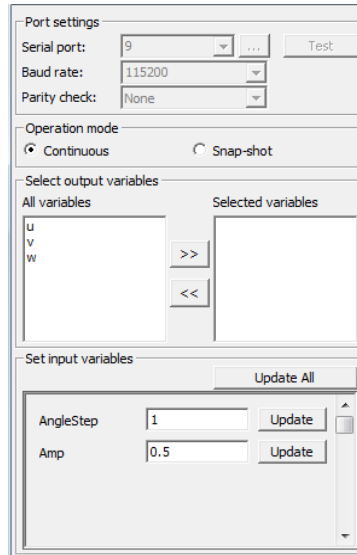 Port settings
Serial port: 9 ... Test
Baud rate: 115200
Parity check: None
Operation mode
Continuous Snap-shot
Select output variables
All variables Selected variables
u
v
w
>>
<<
Set input variables
Update All
AngleStep 1 Update
Amp 0.5 Update